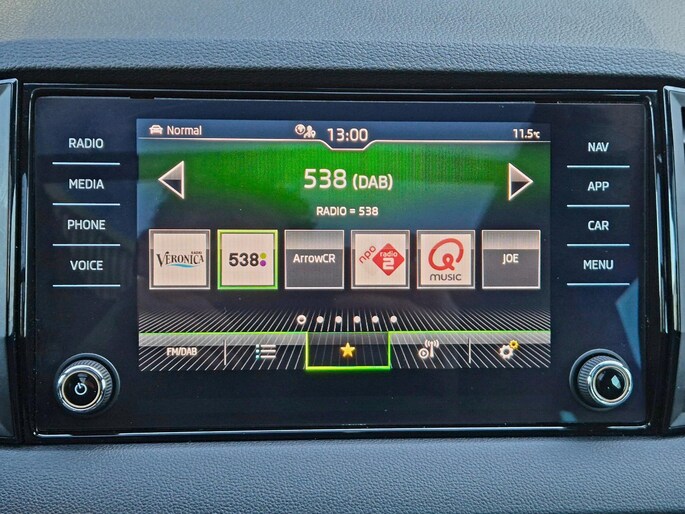 RADIO
MEDIA
PHONE
VOICE
Normal
13:00
11.5°C
538 (DAB)
RADIO = 538
VERONICA
538
ArrowCR
npo radio 2
Q MUSIC
JOE
FM/DAB
NAV
APP
CAR
MENU